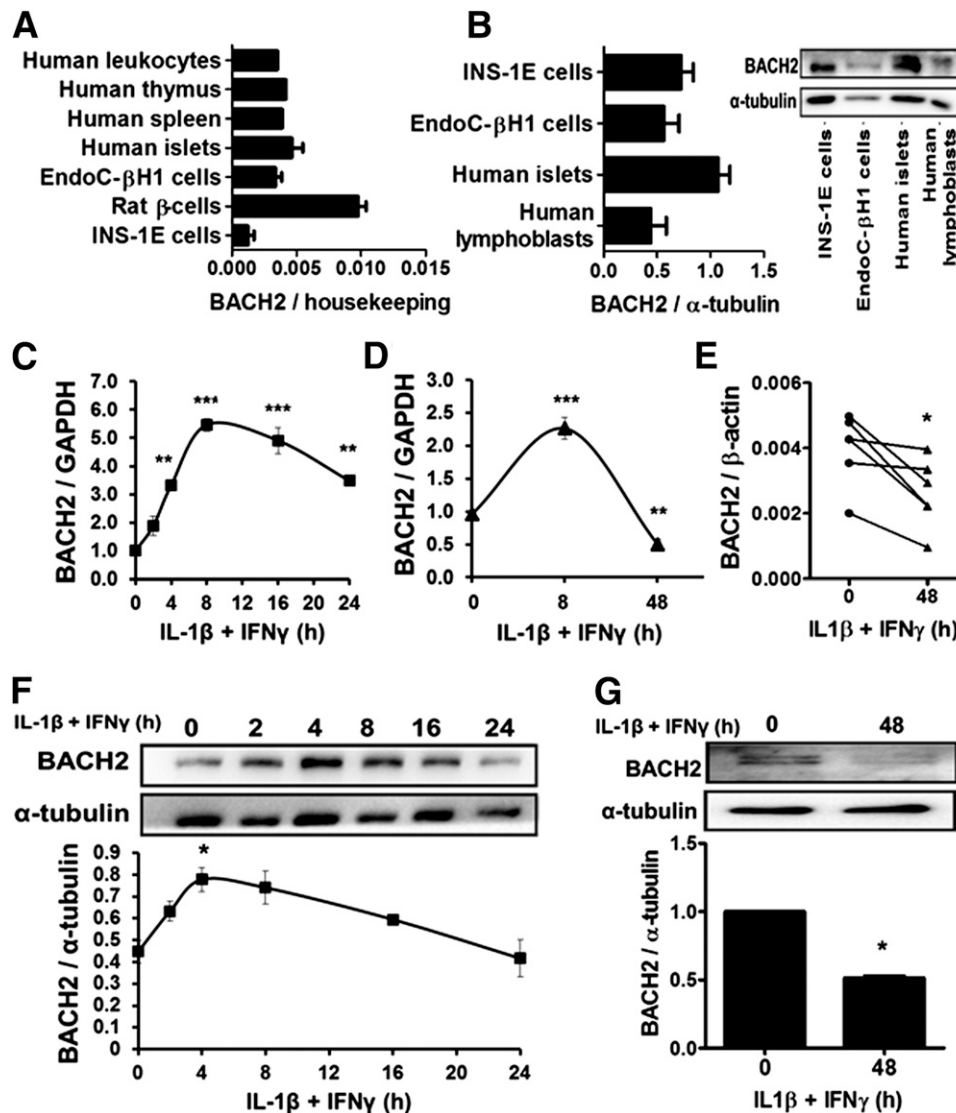 A
Human leukocytes
Human thymus
Human spleen
Human islets
EndoC-βH1 cells
Rat β-cells
INS-1E cells
0.000 0.005 0.010 0.015
BACH2 / housekeeping
B
INS-1E cells
EndoC-βH1 cells
Human islets
Human
lymphoblasts
0.0 0.5 1.0 1.5
BACH2 / α-tubulin
BACH2
α-tubulin
INS-1E cells
EndoC-βH1 cells
Human islets
Human
lymphoblasts
C
BACH2 / GAPDH
7.0
6.0
5.0
4.0
3.0
2.0
1.0
0.0
** *** *** **
0 4 8 12 16 20 24
IL-1β + IFNγ (h)
D
BACH2 / GAPDH
3.0
2.5
2.0
1.5
1.0
0.5
0.0
*** **
0 8 48
IL-1β + IFNγ (h)
E
BACH2 / β-actin
0.006
0.004
0.002
0.000
*
0 48
IL1β + IFNγ (h)
F
IL-1β + IFNγ (h) 0 2 4 8 16 24
BACH2
α-tubulin
BACH2 / α-tubulin
0.9
0.8
0.7
0.6
0.5
0.4
0.3
0.2
0.1
0
*
0 4 8 12 16 20 24
IL-1β + IFNγ (h)
G
IL-1β + IFNγ (h) 0 48
BACH2
α-tubulin
BACH2 / α-tubulin
1.5
1.0
0.5
0.0
*
0 48
IL1β + IFNγ (h)